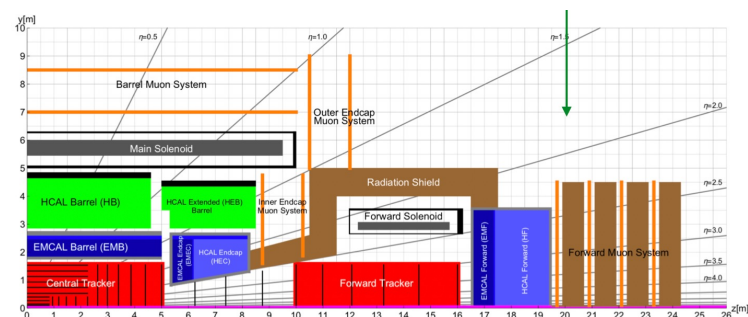 y[m]
10
9
8
7
6
5
4
3
2
1
0
η=0.5
η=1.0
η=1.5
η=2.0
η=2.5
η=3.0
η=3.5
η=4.0
Barrel Muon System
Outer Endcap
Muon System
Main Solenoid
Radiation Shield
HCAL Barrel (HB)
HCAL Extended (HEB)
Barrel
Inner Endcap
Muon System
Forward Solenoid
EMCAL Barrel (EMB)
EMCAL Endcap
(EMEC)
HCAL Endcap
(HEC)
EMCAL Forward (EMF)
HCAL Forward (HF)
Forward Muon System
Central Tracker
Forward Tracker
0 1 2 3 4 5 6 7 8 9 10 11 12 13 14 15 16 17 18 19 20 21 22 23 24 25 26 z[m]